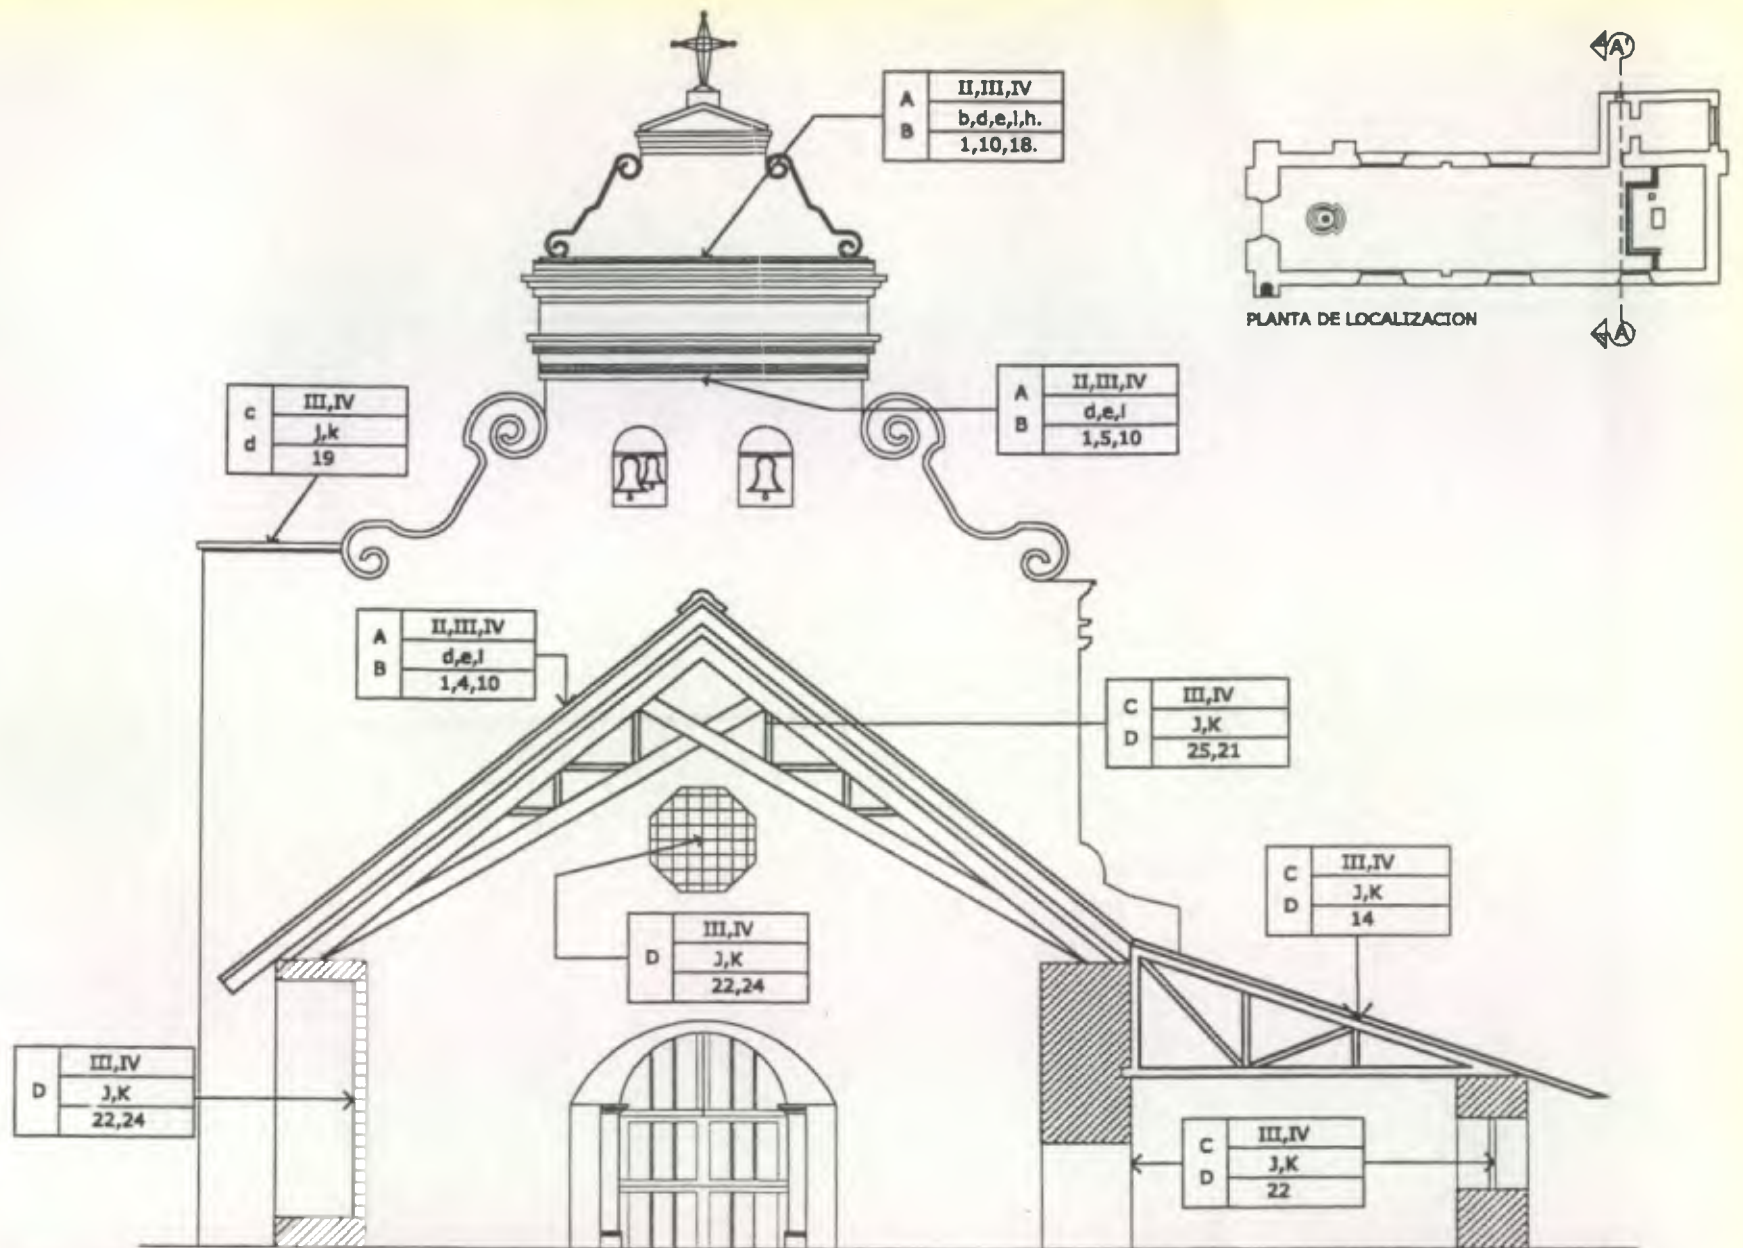 A'
A
B
II,III,IV
b,d,e,i,h.
1,10,18.
PLANTA DE LOCALIZACION
A
A
B
II,III,IV
d,e,i
1,5,10
c
d
III,IV
j,k
19
A
B
II,III,IV
d,e,i
1,4,10
C
D
III,IV
J,K
25,21
C
D
III,IV
J,K
14
D
III,IV
J,K
22,24
D
III,IV
J,K
22,24
C
D
III,IV
J,K
22